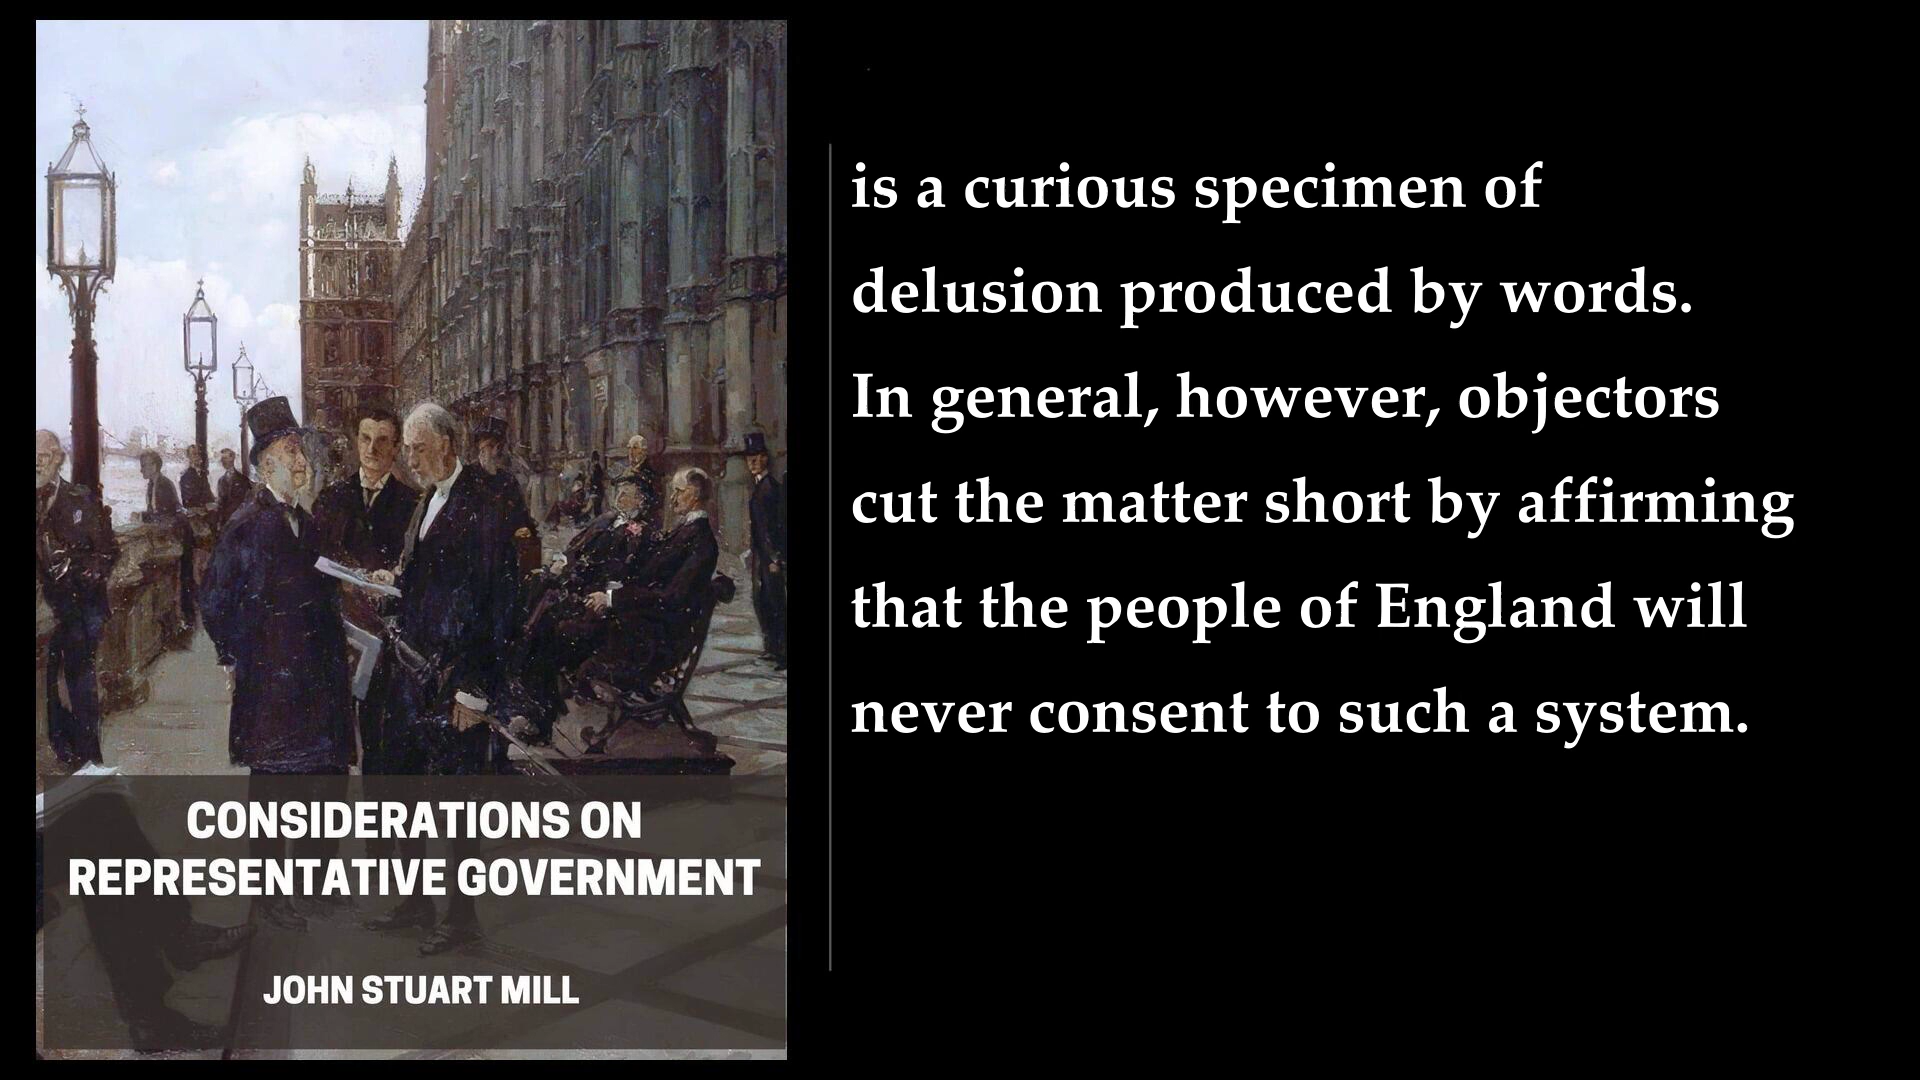 CONSIDERATIONS ON
REPRESENTATIVE GOVERNMENT
JOHN STUART MILL
is a curious specimen of
delusion produced by words.
In general, however, objectors
cut the matter short by affirming
that the people of England will
never consent to such a system.